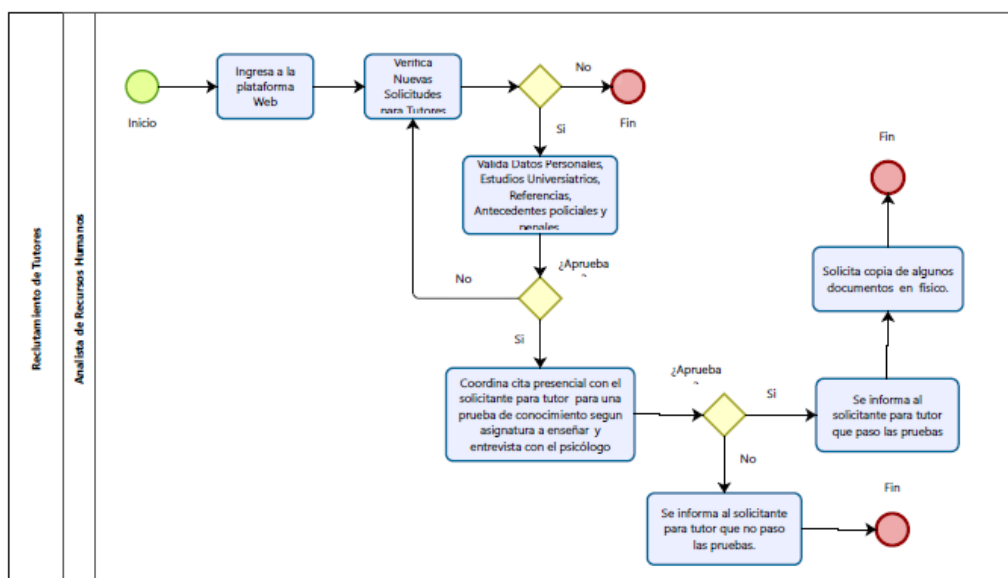 Reclutamiento de Tutores
Analista de Recursos Humanos
Inicio
Ingresa a la
plataforma
Web
Verifica
Nuevas
Solicitudes
para Tutores
No
Fin
Si
Valida Datos Personales,
Estudios Universiatrios,
Referencias,
Antecedentes policiales y
penales
¿Aprueba
No
Si
Coordina cita presencial con el
solicitante para tutor para una
prueba de conocimiento segun
asignatura a enseñar y
entrevista con el psicólogo
¿Aprueba
Si
Se informa al
solicitante para tutor
que paso las pruebas
Solicita copia de algunos
documentos en fisico.
Fin
No
Se informa al solicitante
para tutor que no paso
las pruebas.
Fin